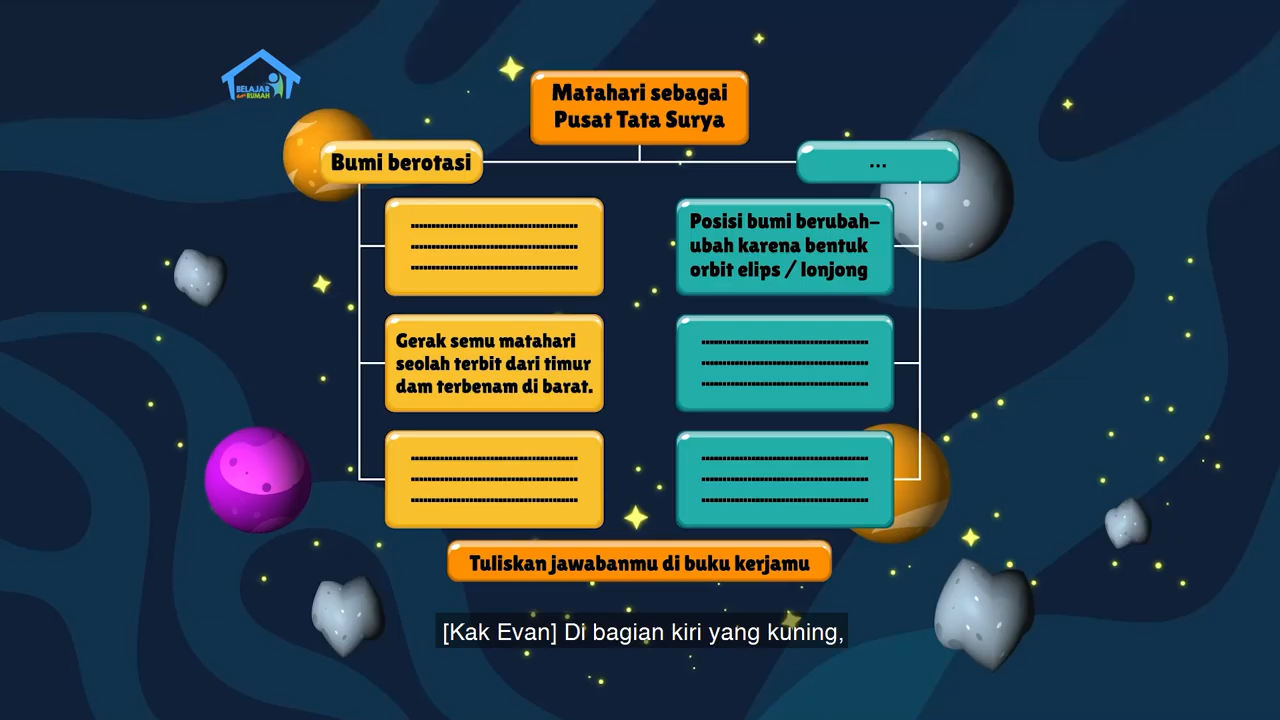 BELAJAR
dari RUMAH
Matahari sebagai
Pusat Tata Surya
Bumi berotasi
...
Posisi bumi berubah-
ubah karena bentuk
orbit elips / lonjong
Gerak semu matahari
seolah terbit dari timur
dam terbenam di barat.
Tuliskan jawabanmu di buku kerjamu
[Kak Evan] Di bagian kiri yang kuning,